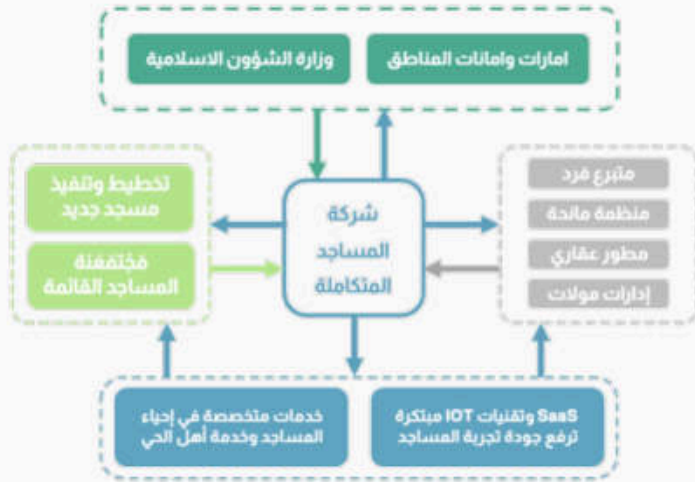 امارات وامانات المناطق
وزارة الشؤون الاسلامية
متبرع فرد
منظمة مانحة
مطور عقاري
إدارات مولات
شركة
المساجد
المتكاملة
تخطيط وتنفيذ
مسجد جديد
مَجْتَمَعَنة
المساجد القائمة
SaaS وتقنيات IOT مبتكرة
ترفع جودة تجربة المساجد
خدمات متخصصة في إحياء
المساجد وخدمة أهل الحي